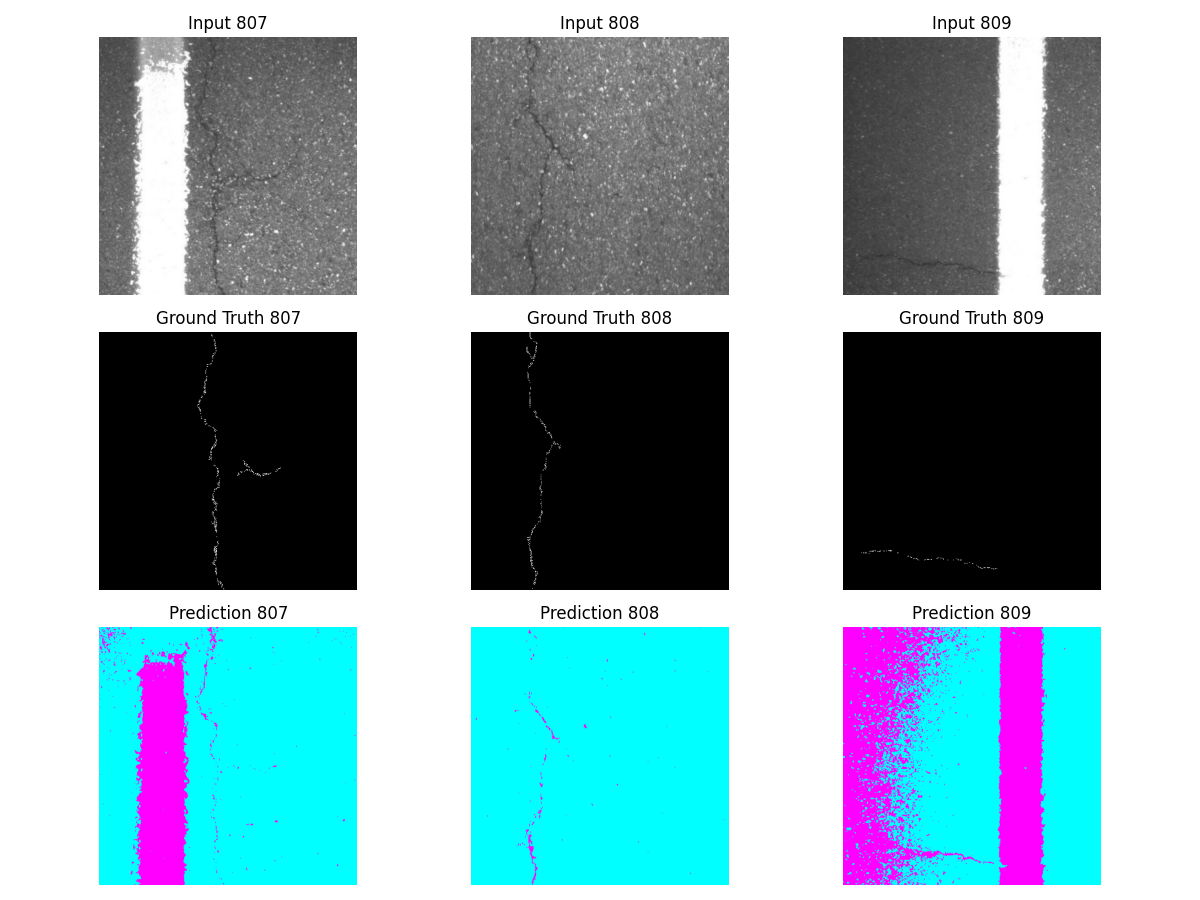 Input 807
Input 808
Input 809
Ground Truth 807
Ground Truth 808
Ground Truth 809
Prediction 807
Prediction 808
Prediction 809